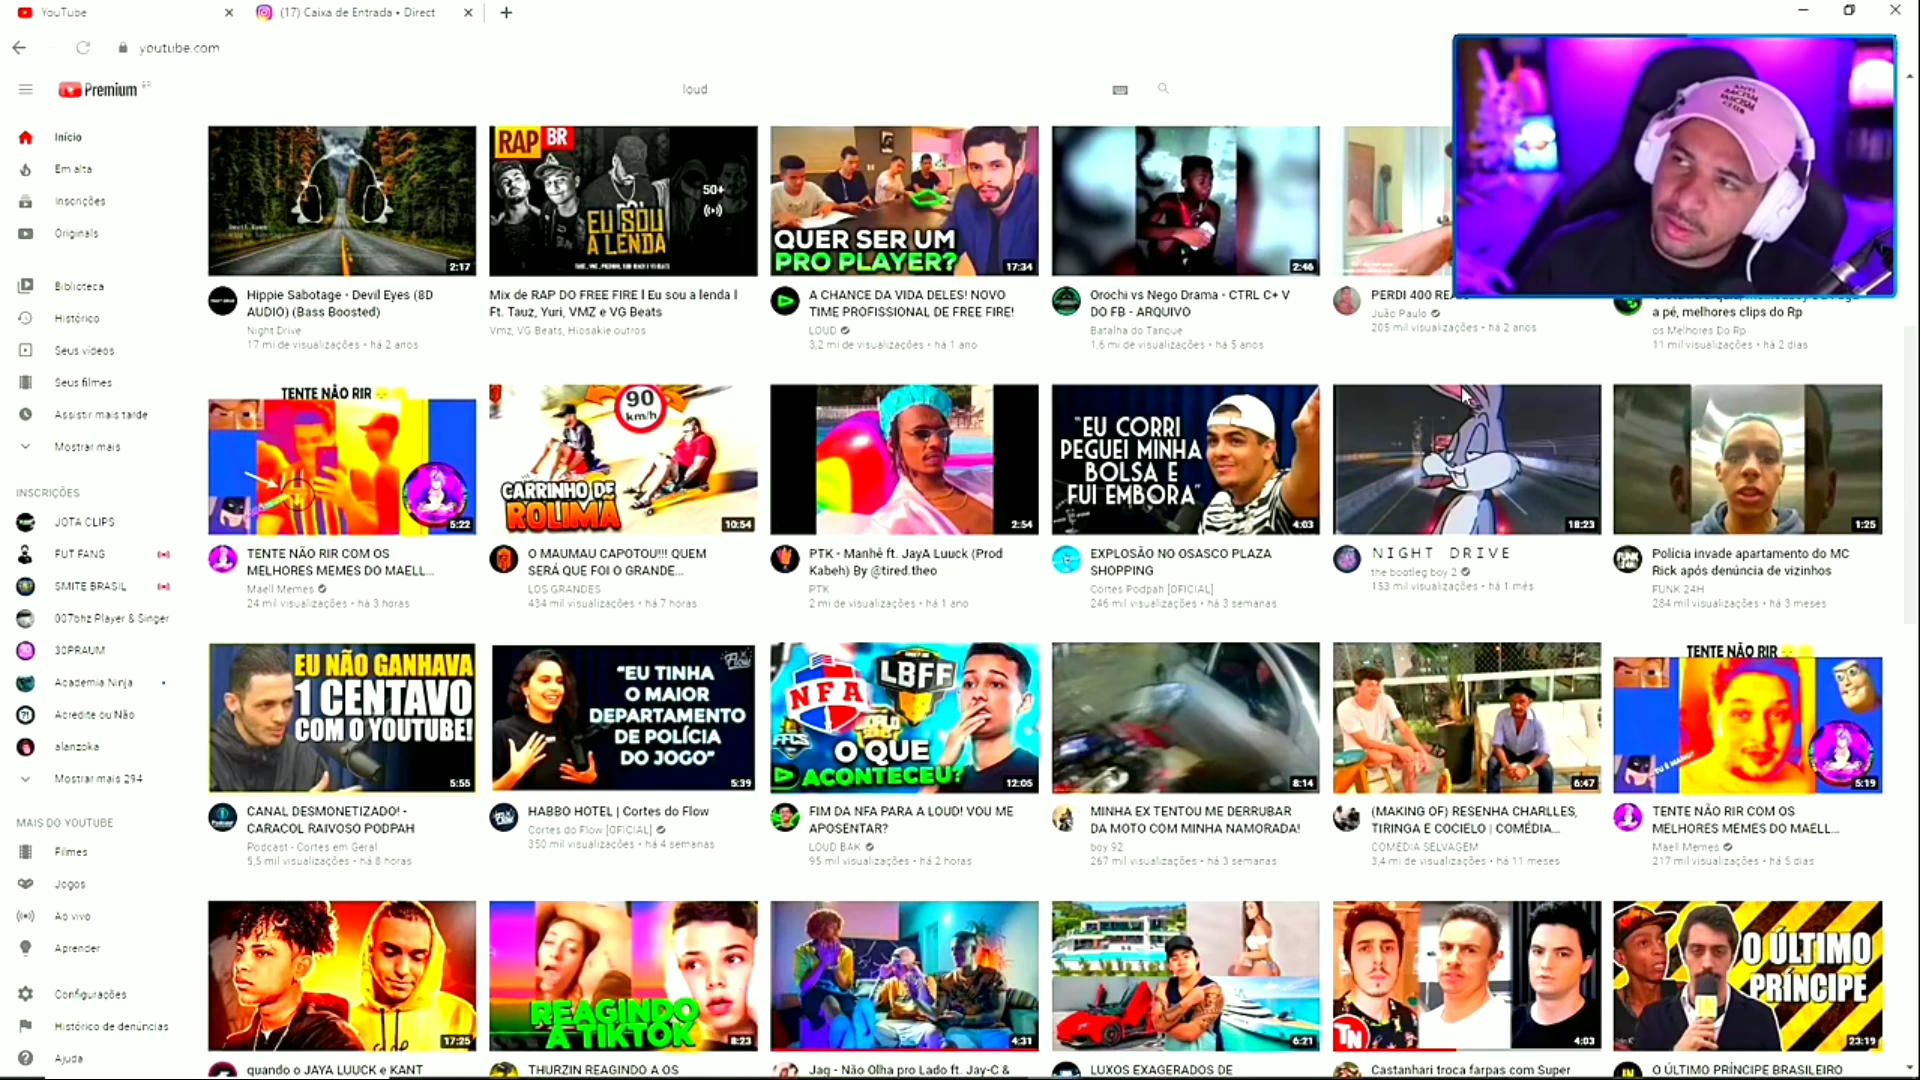 YouTube
(17) Caixa de Entrada • Direct
youtube.com
Premium BR
loud
Início
Em alta
Inscrições
Originals
Biblioteca
Histórico
Seus vídeos
Seus filmes
Assistir mais tarde
Mostrar mais
INSCRIÇÕES
JOTA CLIPS
FUT FANG
SMITE BRASIL
007bhz Player & Singer
30PRAUM
Academia Ninja
Acredite ou Não
alanzoka
Mostrar mais 294
MAIS DO YOUTUBE
Filmes
Jogos
Ao vivo
Aprender
Configurações
Histórico de denúncias
Ajuda
2:17
Hippie Sabotage - Devil Eyes (8D
AUDIO) (Bass Boosted)
Night Drive
17 mi de visualizações • há 2 anos
RAP BR
EU SOU
A LENDA
50+
Mix de RAP DO FREE FIRE l Eu sou a lenda l
Ft. Tauz, Yuri, VMZ e VG Beats
Vmz, VG Beats, Hiosakie outros
QUER SER UM
PRO PLAYER?
17:34
A CHANCE DA VIDA DELES! NOVO
TIME PROFISSIONAL DE FREE FIRE!
LOUD
3,2 mi de visualizações • há 1 ano
2:46
Orochi vs Nego Drama - CTRL C+ V
DO FB - ARQUIVO
Batalha do Tanque
1,6 mi de visualizações • há 5 anos
PERDI 400
João Paulo
205 mil visualizações • há 2 anos
a pé, melhores clips do Rp
os Melhores Do Rp
11 mil visualizações • há 2 dias
TENTE NÃO RIR
5:22
TENTE NÃO RIR COM OS
MELHORES MEMES DO MAELL...
Maell Memes
24 mil visualizações • há 3 horas
90
km/h
CARRINHO DE
ROLIMÃ
10:54
O MAUMAU CAPOTOU!!! QUEM
SERÁ QUE FOI O GRANDE...
LOS GRANDES
434 mil visualizações • há 7 horas
2:54
PTK - Manhê ft. JayA Luuck (Prod
Kabeh) By @tired.theo
PTK
2 mi de visualizações • há 1 ano
"EU CORRI
PEGUEI MINHA
BOLSA E
FUI EMBORA"
4:03
EXPLOSÃO NO OSASCO PLAZA
SHOPPING
Cortes Podpah [OFICIAL]
246 mil visualizações • há 3 semanas
18:23
NIGHT DRIVE
the bootleg boy 2
153 mil visualizações • há 1 mês
1:25
Polícia invade apartamento do MC
Rick após denúncia de vizinhos
FUNK 24H
284 mil visualizações • há 3 meses
EU NÃO GANHAVA
1 CENTAVO
COM O YOUTUBE!
5:55
CANAL DESMONETIZADO! -
CARACOL RAIVOSO PODPAH
Podcast - Cortes em Geral
5,5 mil visualizações • há 8 horas
Flow
"EU TINHA
O MAIOR
DEPARTAMENTO
DE POLÍCIA
DO JOGO"
5:39
HABBO HOTEL | Cortes do Flow
Cortes do Flow [OFICIAL]
350 mil visualizações • há 4 semanas
NFA
LBFF
FFCS
O QUE
ACONTECEU?
12:05
FIM DA NFA PARA A LOUD! VOU ME
APOSENTAR?
LOUD BAK
95 mil visualizações • há 2 horas
8:14
MINHA EX TENTOU ME DERRUBAR
DA MOTO COM MINHA NAMORADA!
boy 92
267 mil visualizações • há 3 semanas
6:47
(MAKING OF) RESENHA CHARLLES,
TIRINGA E COCIELO | COMÉDIA...
COMÉDIA SELVAGEM
3,4 mi de visualizações • há 11 meses
TENTE NÃO RIR
5:19
TENTE NÃO RIR COM OS
MELHORES MEMES DO MAELL...
Maell Memes
217 mil visualizações • há 5 dias
17:25
quando o JAYA LUUCK e KANT
REAGINDO
A TIKTOK
8:23
THURZIN REAGINDO A OS
4:31
Jaq - Não Olha pro Lado ft. Jay-C &
6:21
LUXOS EXAGERADOS DE
TN
4:03
Castanhari troca farpas com Super
O ÚLTIMO
PRÍNCIPE
23:19
O ÚLTIMO PRÍNCIPE BRASILEIRO